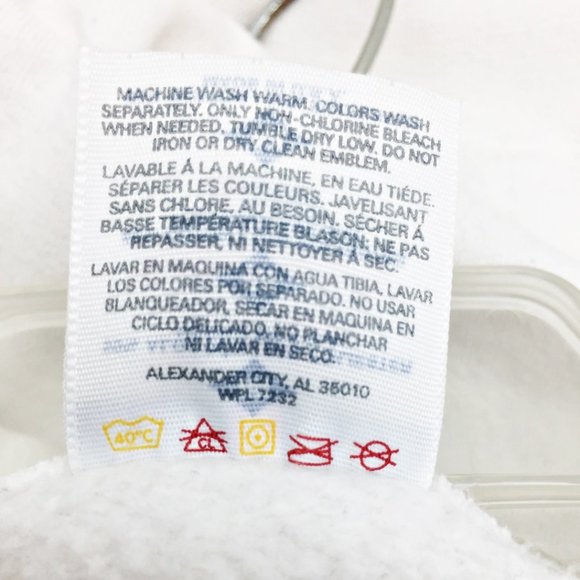 MACHINE WASH WARM. COLORS WASH
SEPARATELY. ONLY NON-CHLORINE BLEACH
WHEN NEEDED. TUMBLE DRY LOW. DO NOT
IRON OR DRY CLEAN EMBLEM.
LAVABLE Á LA MACHINE, EN EAU TIÉDE.
SÉPARER LES COULEURS. JAVELISANT
SANS CHLORE, AU BESOIN, SÉCHER Á
BASSE TEMPÉRATURE BLASON: NE PAS
REPASSER, NI NETTOYER Á SEC.
LAVAR EN MAQUINA CON AGUA TIBIA, LAVAR
LOS COLORES POR SEPARADO. NO USAR
BLANQUEADOR, SECAR EN MAQUINA EN
CICLO DELICADO, NO PLANCHAR
NI LAVAR EN SECO.
ALEXANDER CITY, AL 35010
WPL 7232
40°C CL